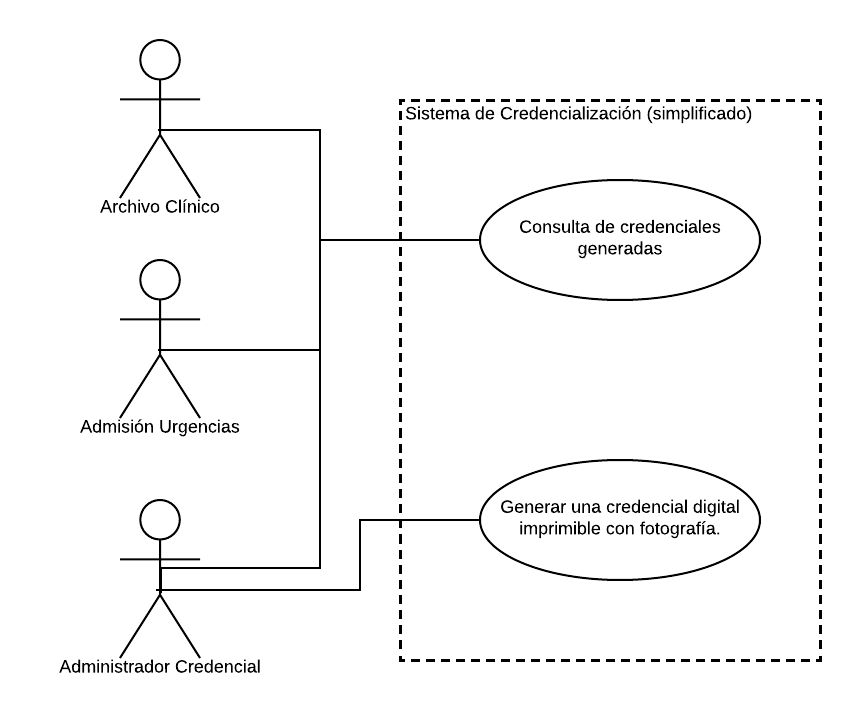 Sistema de Credencialización (simplificado)
Archivo Clínico
Consulta de credenciales
generadas
Admisión Urgencias
Generar una credencial digital
imprimible con fotografía.
Administrador Credencial